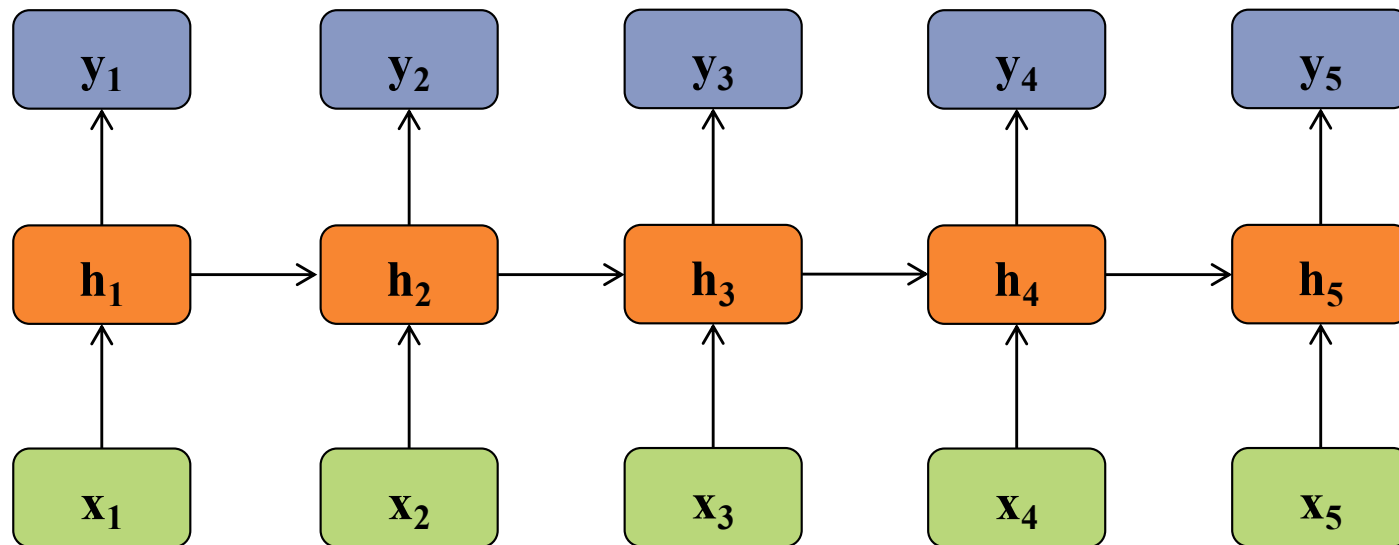 y₁ y₂ y₃ y₄ y₅
h₁ h₂ h₃ h₄ h₅
x₁ x₂ x₃ x₄ x₅